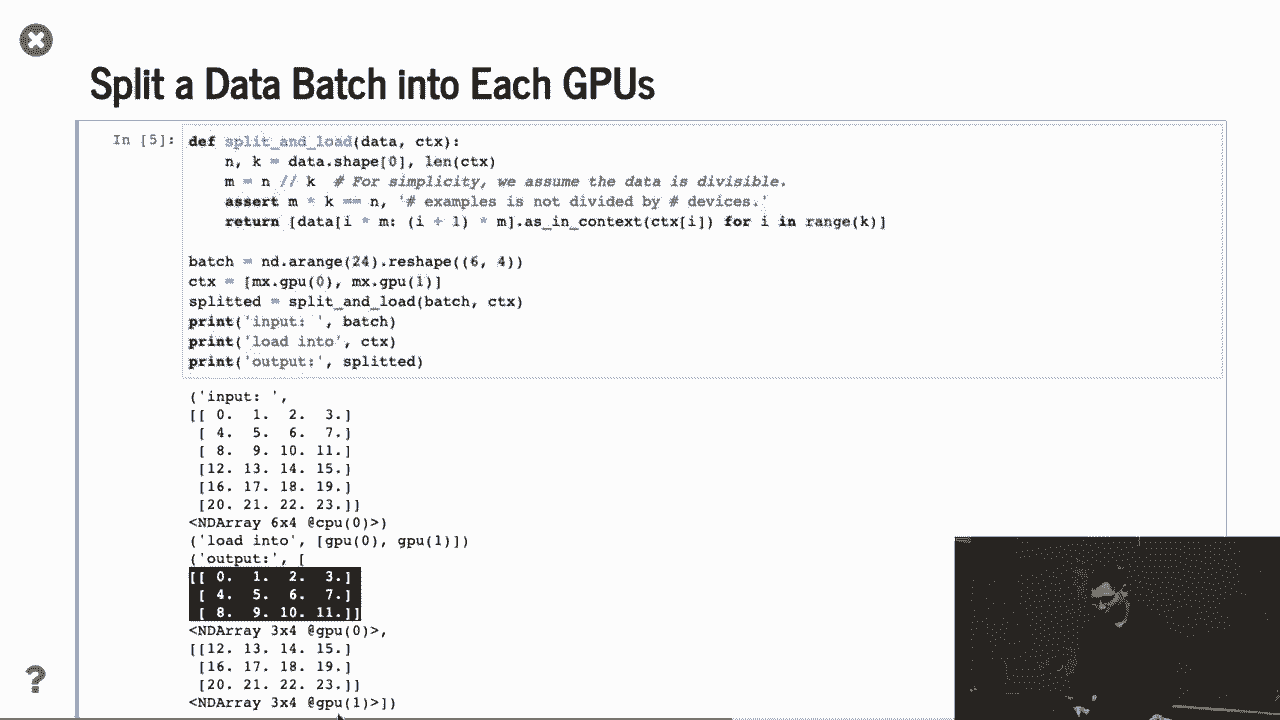 Split a Data Batch into Each GPUs
In [5]:
def split_and_load(data, ctx):
    n, k = data.shape[0], len(ctx)
    m = n // k  # For simplicity, we assume the data is divisible.
    assert m * k == n, '# examples is not divided by # devices.'
    return [data[i * m: (i + 1) * m].as_in_context(ctx[i]) for i in range(k)]
batch = nd.arange(24).reshape((6, 4))
ctx = [mx.gpu(0), mx.gpu(1)]
splitted = split_and_load(batch, ctx)
print('input: ', batch)
print('load into', ctx)
print('output:', splitted)
('input: ',
[[ 0.  1.  2.  3.]
 [ 4.  5.  6.  7.]
 [ 8.  9. 10. 11.]
 [12. 13. 14. 15.]
 [16. 17. 18. 19.]
 [20. 21. 22. 23.]]
<NDArray 6x4 @cpu(0)>)
('load into', [gpu(0), gpu(1)])
('output:', [
[[ 0.  1.  2.  3.]
 [ 4.  5.  6.  7.]
 [ 8.  9. 10. 11.]]
<NDArray 3x4 @gpu(0)>,
[[12. 13. 14. 15.]
 [16. 17. 18. 19.]
 [20. 21. 22. 23.]]
<NDArray 3x4 @gpu(1)>])
?